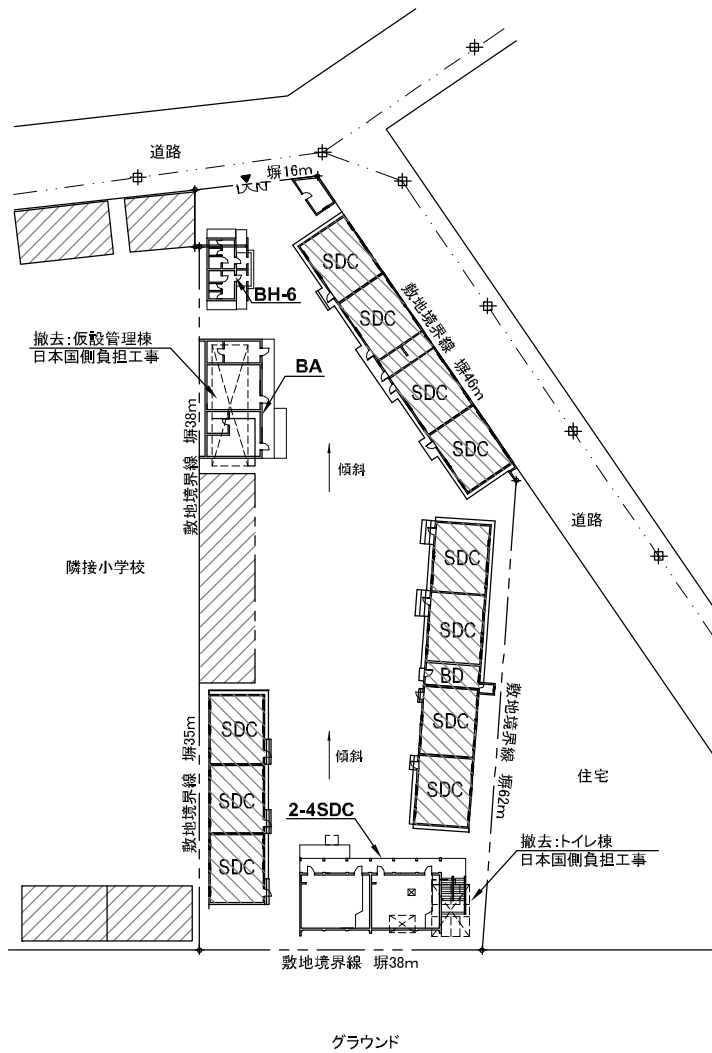 道路
塀16m
SDC
BH-6
SDC
敷地境界線 塀46m
撤去:仮設管理棟
日本国側負担工事
BA
SDC
SDC
敷地境界線 塀38m
傾斜
道路
隣接小学校
SDC
SDC
BD
敷地境界線 塀62m
SDC
SDC
傾斜
敷地境界線 塀35m
住宅
SDC
SDC
2-4SDC
撤去:トイレ棟
日本国側負担工事
SDC
敷地境界線 塀38m
グラウンド